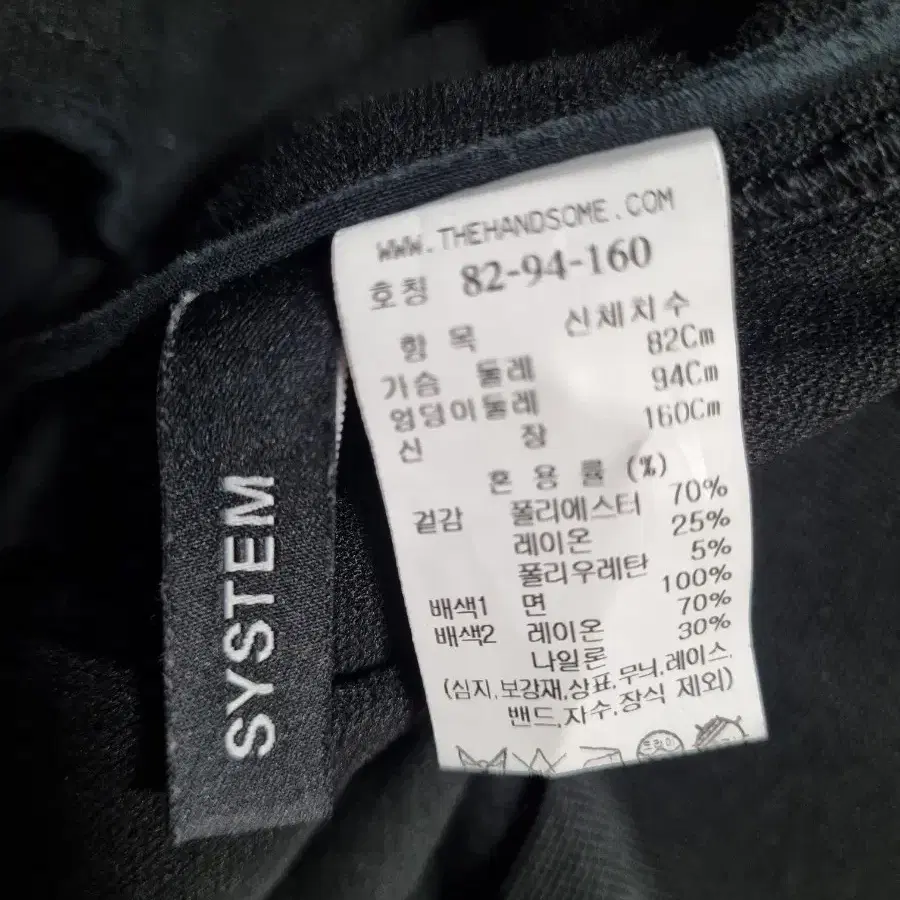 SYSTEM
WWW.THEHANDSOME.COM
호칭 82-94-160
항 목 신체치수
가슴 둘레 82Cm
엉덩이둘레 94Cm
신 장 160Cm
혼 용 률 (%)
겉감 폴리에스터 70%
레이온 25%
폴리우레탄 5%
배색1 면 100%
배색2 레이온 70%
나일론 30%
(심지,보강재,상표,무늬,레이스,
밴드,자수,장식 제외)